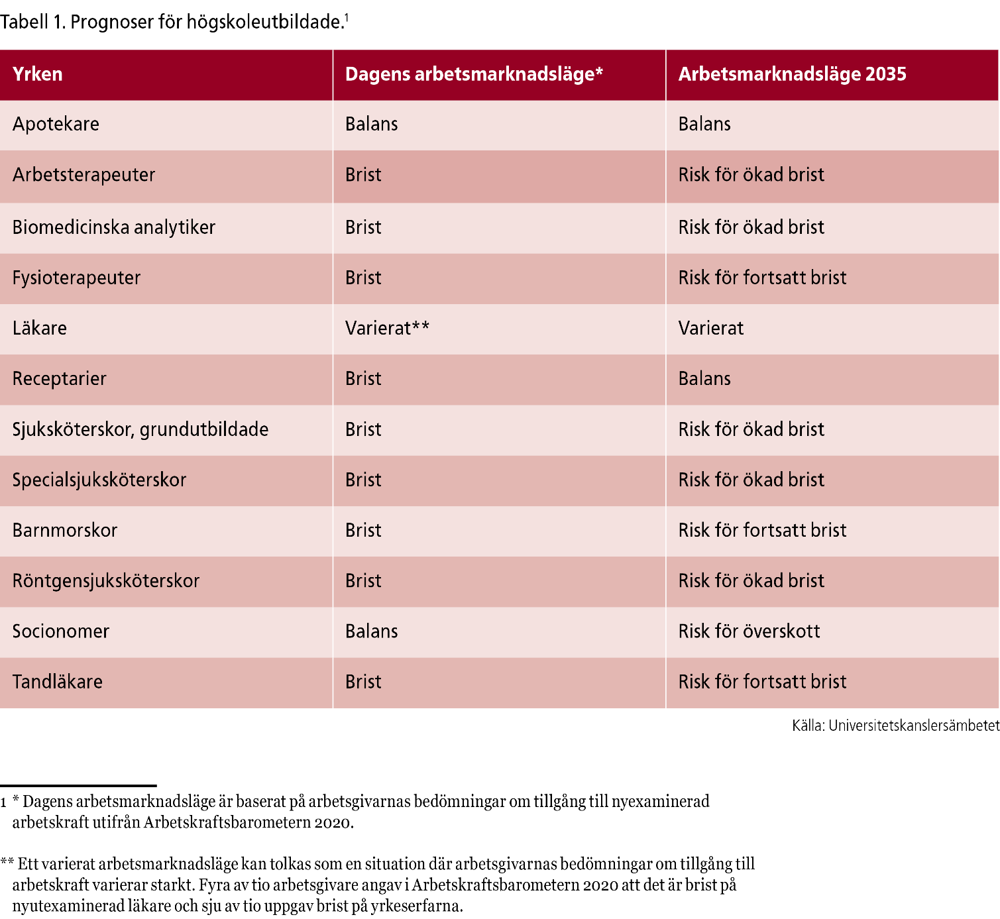 Tabell 1. Prognoser för högskoleutbildade.1
Yrken Dagens arbetsmarknadsläge* Arbetsmarknadsläge 2035
Apotekare Balans Balans
Arbetsterapeuter Brist Risk för ökad brist
Biomedicinska analytiker Brist Risk för ökad brist
Fysioterapeuter Brist Risk för fortsatt brist
Läkare Varierat** Varierat
Receptarier Brist Balans
Sjuksköterskor, grundutbildade Brist Risk för ökad brist
Specialsjuksköterskor Brist Risk för ökad brist
Barnmorskor Brist Risk för fortsatt brist
Röntgensjuksköterskor Brist Risk för ökad brist
Socionomer Balans Risk för överskott
Tandläkare Brist Risk för fortsatt brist
Källa: Universitetskanslersämbetet
1 * Dagens arbetsmarknadsläge är baserat på arbetsgivarnas bedömningar om tillgång till nyexaminerad
arbetskraft utifrån Arbetskraftsbarometern 2020.
** Ett varierat arbetsmarknadsläge kan tolkas som en situation där arbetsgivarnas bedömningar om tillgång till
arbetskraft varierar starkt. Fyra av tio arbetsgivare angav i Arbetskraftsbarometern 2020 att det är brist på
nyutexaminerad läkare och sju av tio uppgav brist på yrkeserfarna.